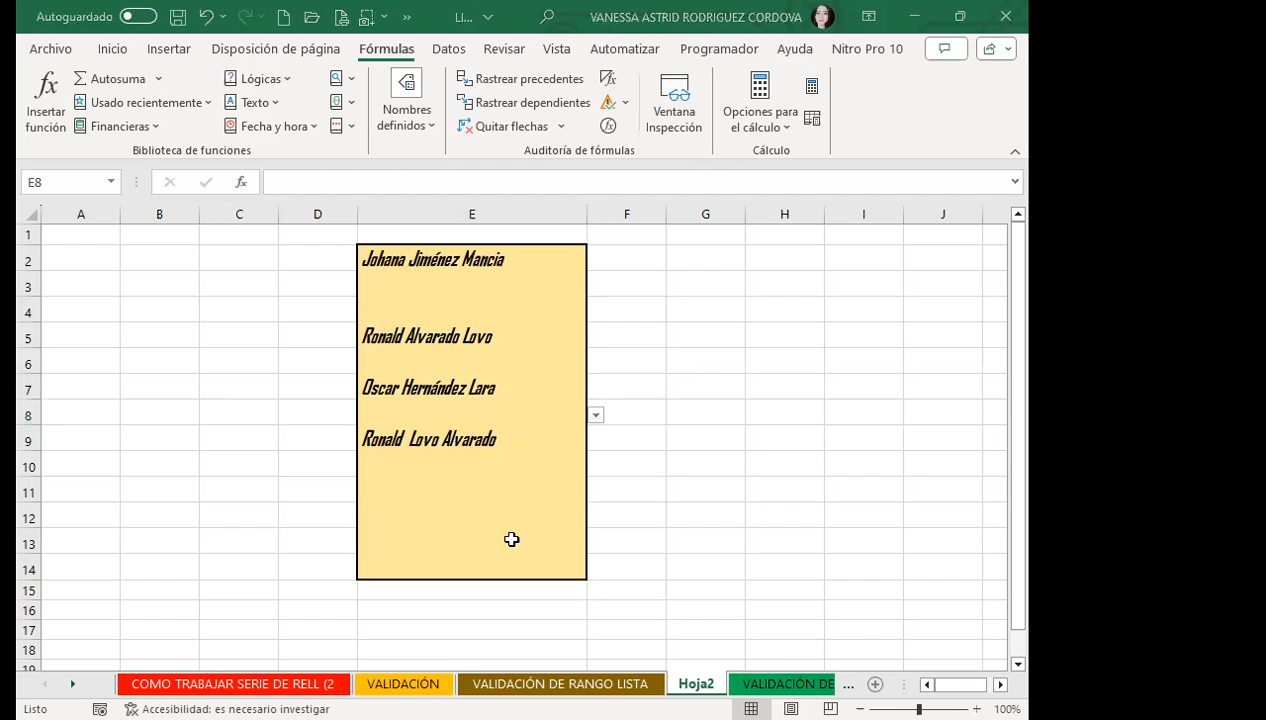 Autoguardado LI... VANESSA ASTRID RODRIGUEZ CORDOVA
Archivo Inicio Insertar Disposición de página Fórmulas Datos Revisar Vista Automatizar Programador Ayuda Nitro Pro 10
Insertar función
Autosuma
Usado recientemente
Financieras
Lógicas
Texto
Fecha y hora
Biblioteca de funciones
Nombres definidos
Rastrear precedentes
Rastrear dependientes
Quitar flechas
Auditoría de fórmulas
Ventana Inspección
Opciones para el cálculo
Cálculo
E8 fx
A B C D E F G H I J
1
2 Johana Jiménez Mancia
3
4
5 Ronald Alvarado Lovo
6
7 Oscar Hernández Lara
8
9 Ronald  Lovo Alvarado
10
11
12
13
14
15
16
17
18
19
COMO TRABAJAR SERIE DE RELL (2 VALIDACIÓN VALIDACIÓN DE RANGO LISTA Hoja2 VALIDACIÓN DE ...
Listo Accesibilidad: es necesario investigar 100%